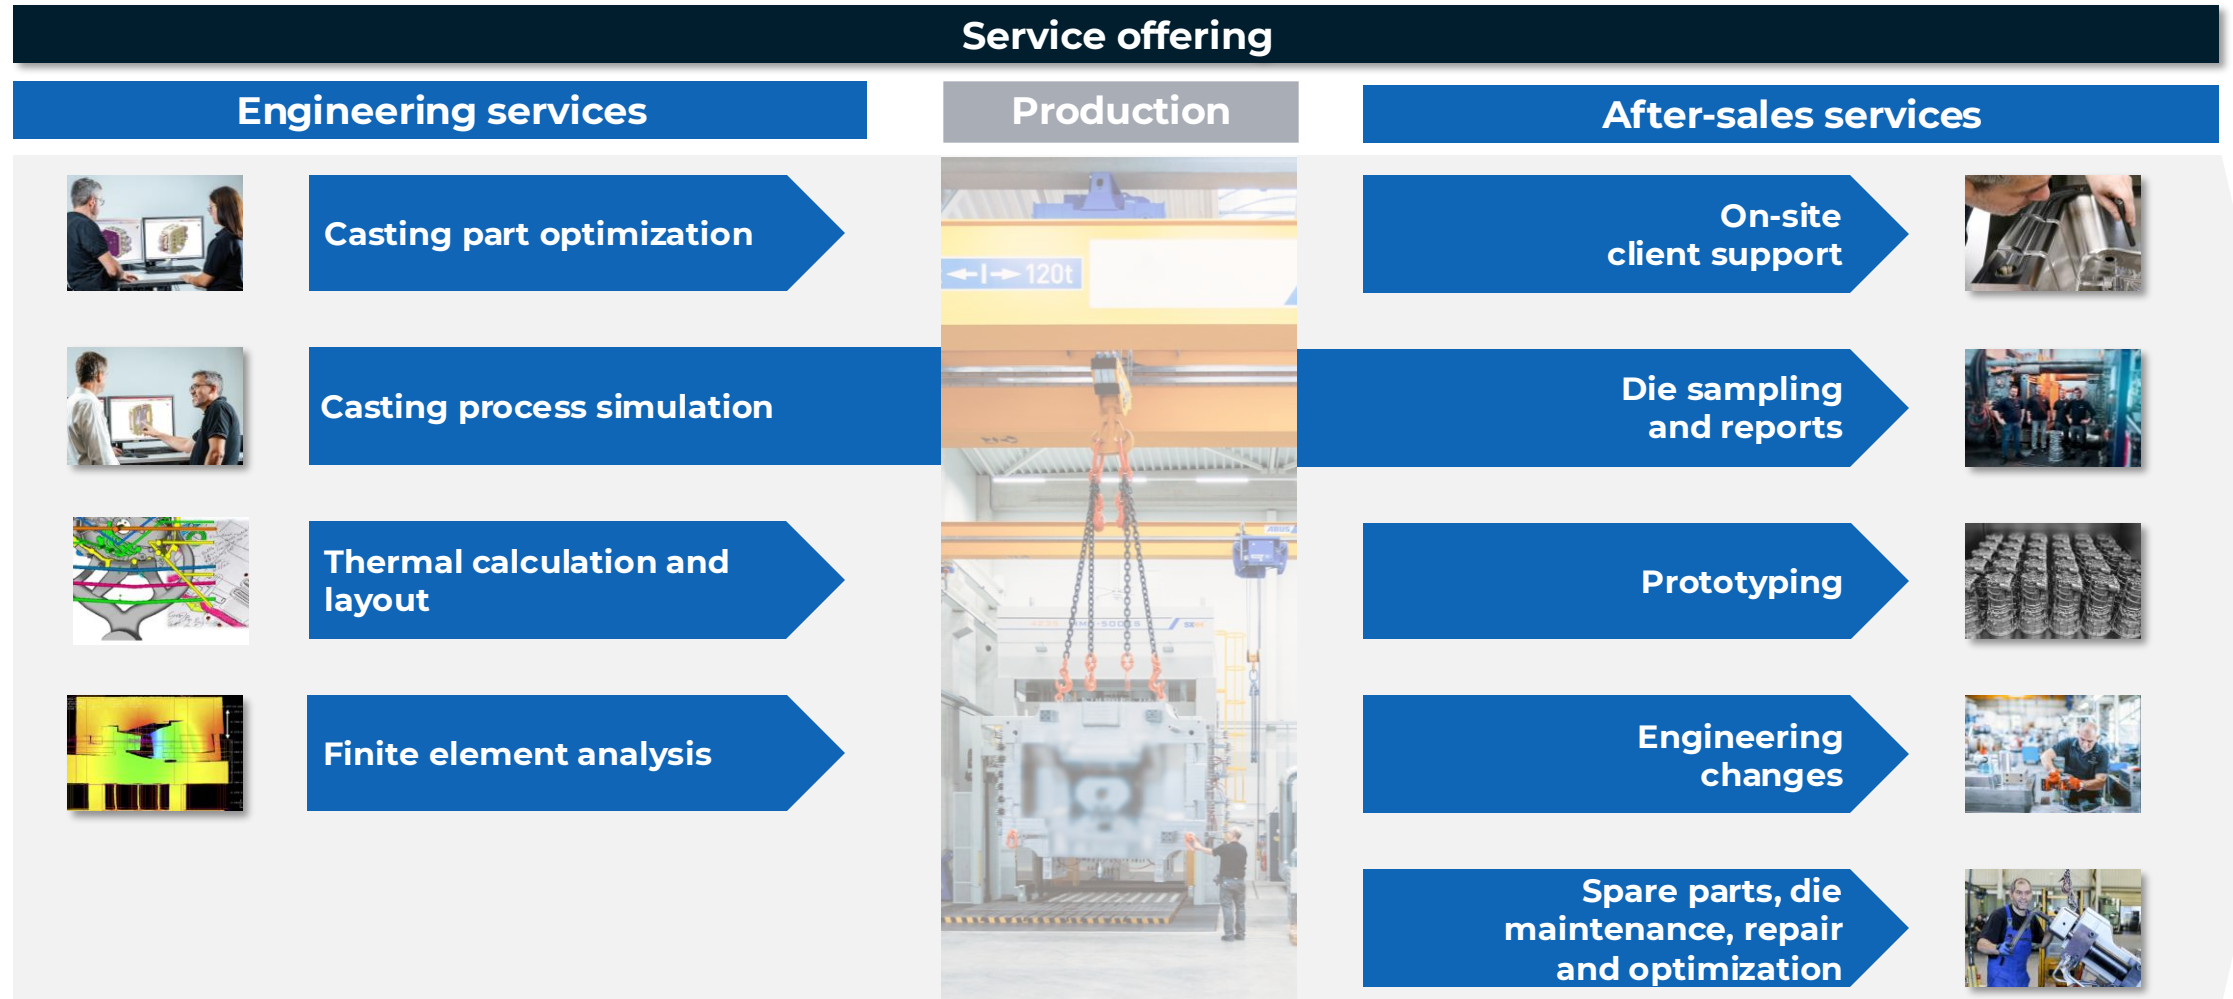 Service offering
Engineering services
Production
After-sales services
Casting part optimization
Casting process simulation
Thermal calculation and
layout
Finite element analysis
120t
ABUS
On-site
client support
Die sampling
and reports
Prototyping
Engineering
changes
Spare parts, die
maintenance, repair
and optimization